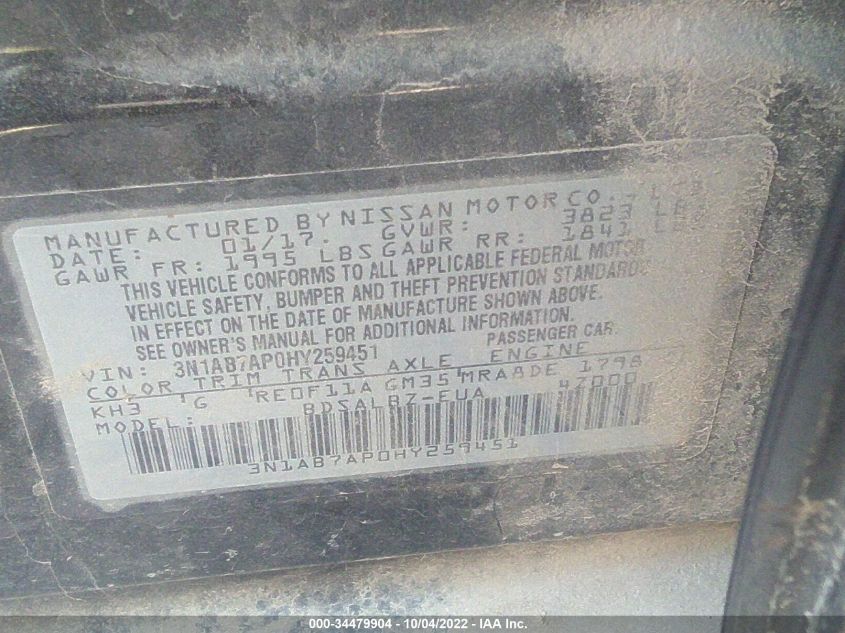 MANUFACTURED BY NISSAN MOTOR CO.,
DATE: 01/17. GVWR: 3823
GAWR FR: 1995 LBS GAWR RR: 1841
THIS VEHICLE CONFORMS TO ALL APPLICABLE FEDERAL MOTOR
VEHICLE SAFETY, BUMPER AND THEFT PREVENTION STANDARDS
IN EFFECT ON THE DATE OF MANUFACTURE SHOWN ABOVE.
SEE OWNER'S MANUAL FOR ADDITIONAL INFORMATION.
VIN: 3N1AB7AP0HY259451 PASSENGER CAR.
COLOR TRIM TRANS AXLE ENGINE
KH3 G RE0F11A GM35 MRA8DE 1798
MODEL: BDSALBZ-EUA 47000
3N1AB7AP0HY259451
000-34479904 - 10/04/2022 - IAA Inc.